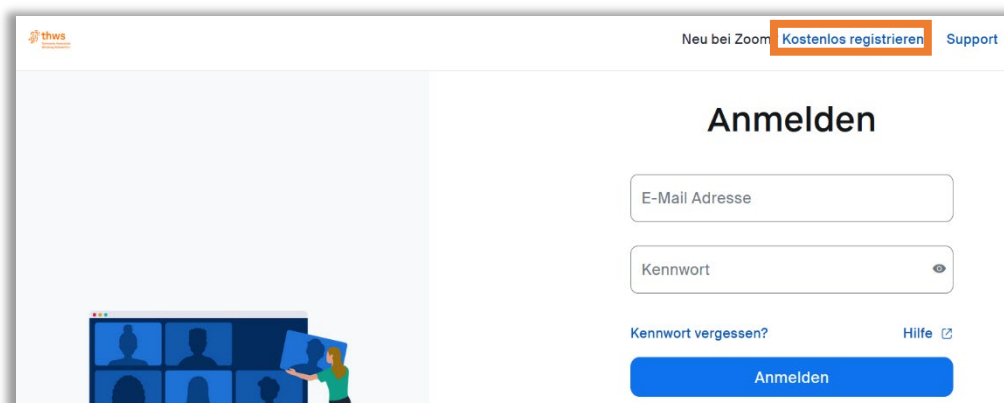 thws
Neu bei Zoom Kostenlos registrieren Support
Anmelden
E-Mail Adresse
Kennwort
Kennwort vergessen? Hilfe
Anmelden